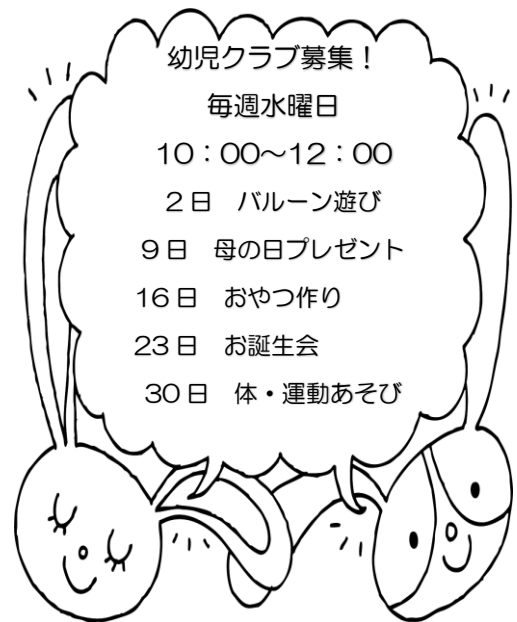 幼児クラブ募集！
毎週水曜日
10：00～12：00
2日　バルーン遊び
9日　母の日プレゼント
16日　おやつ作り
23日　お誕生会
30日　体・運動あそび